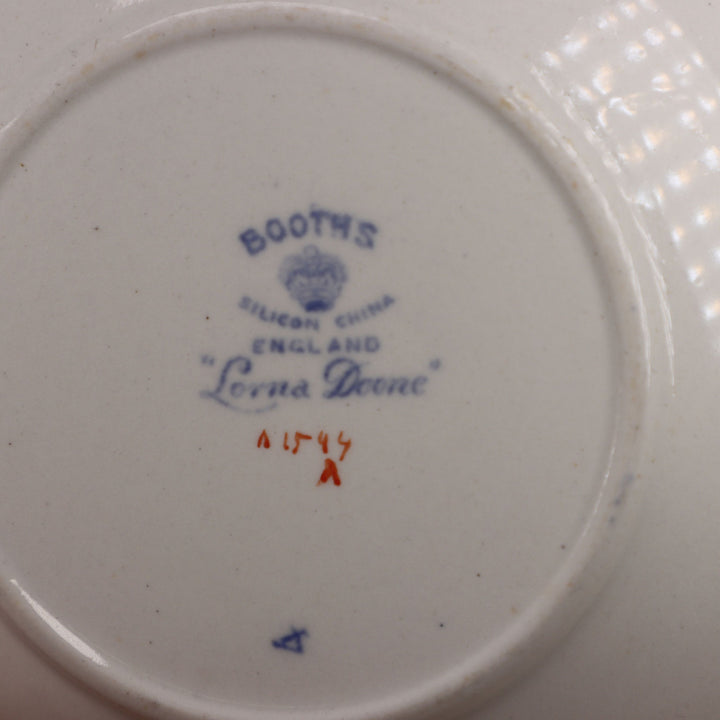 BOOTHS
SILICON CHINA
ENGLAND
"Lorna Doone"
A1544
A
A